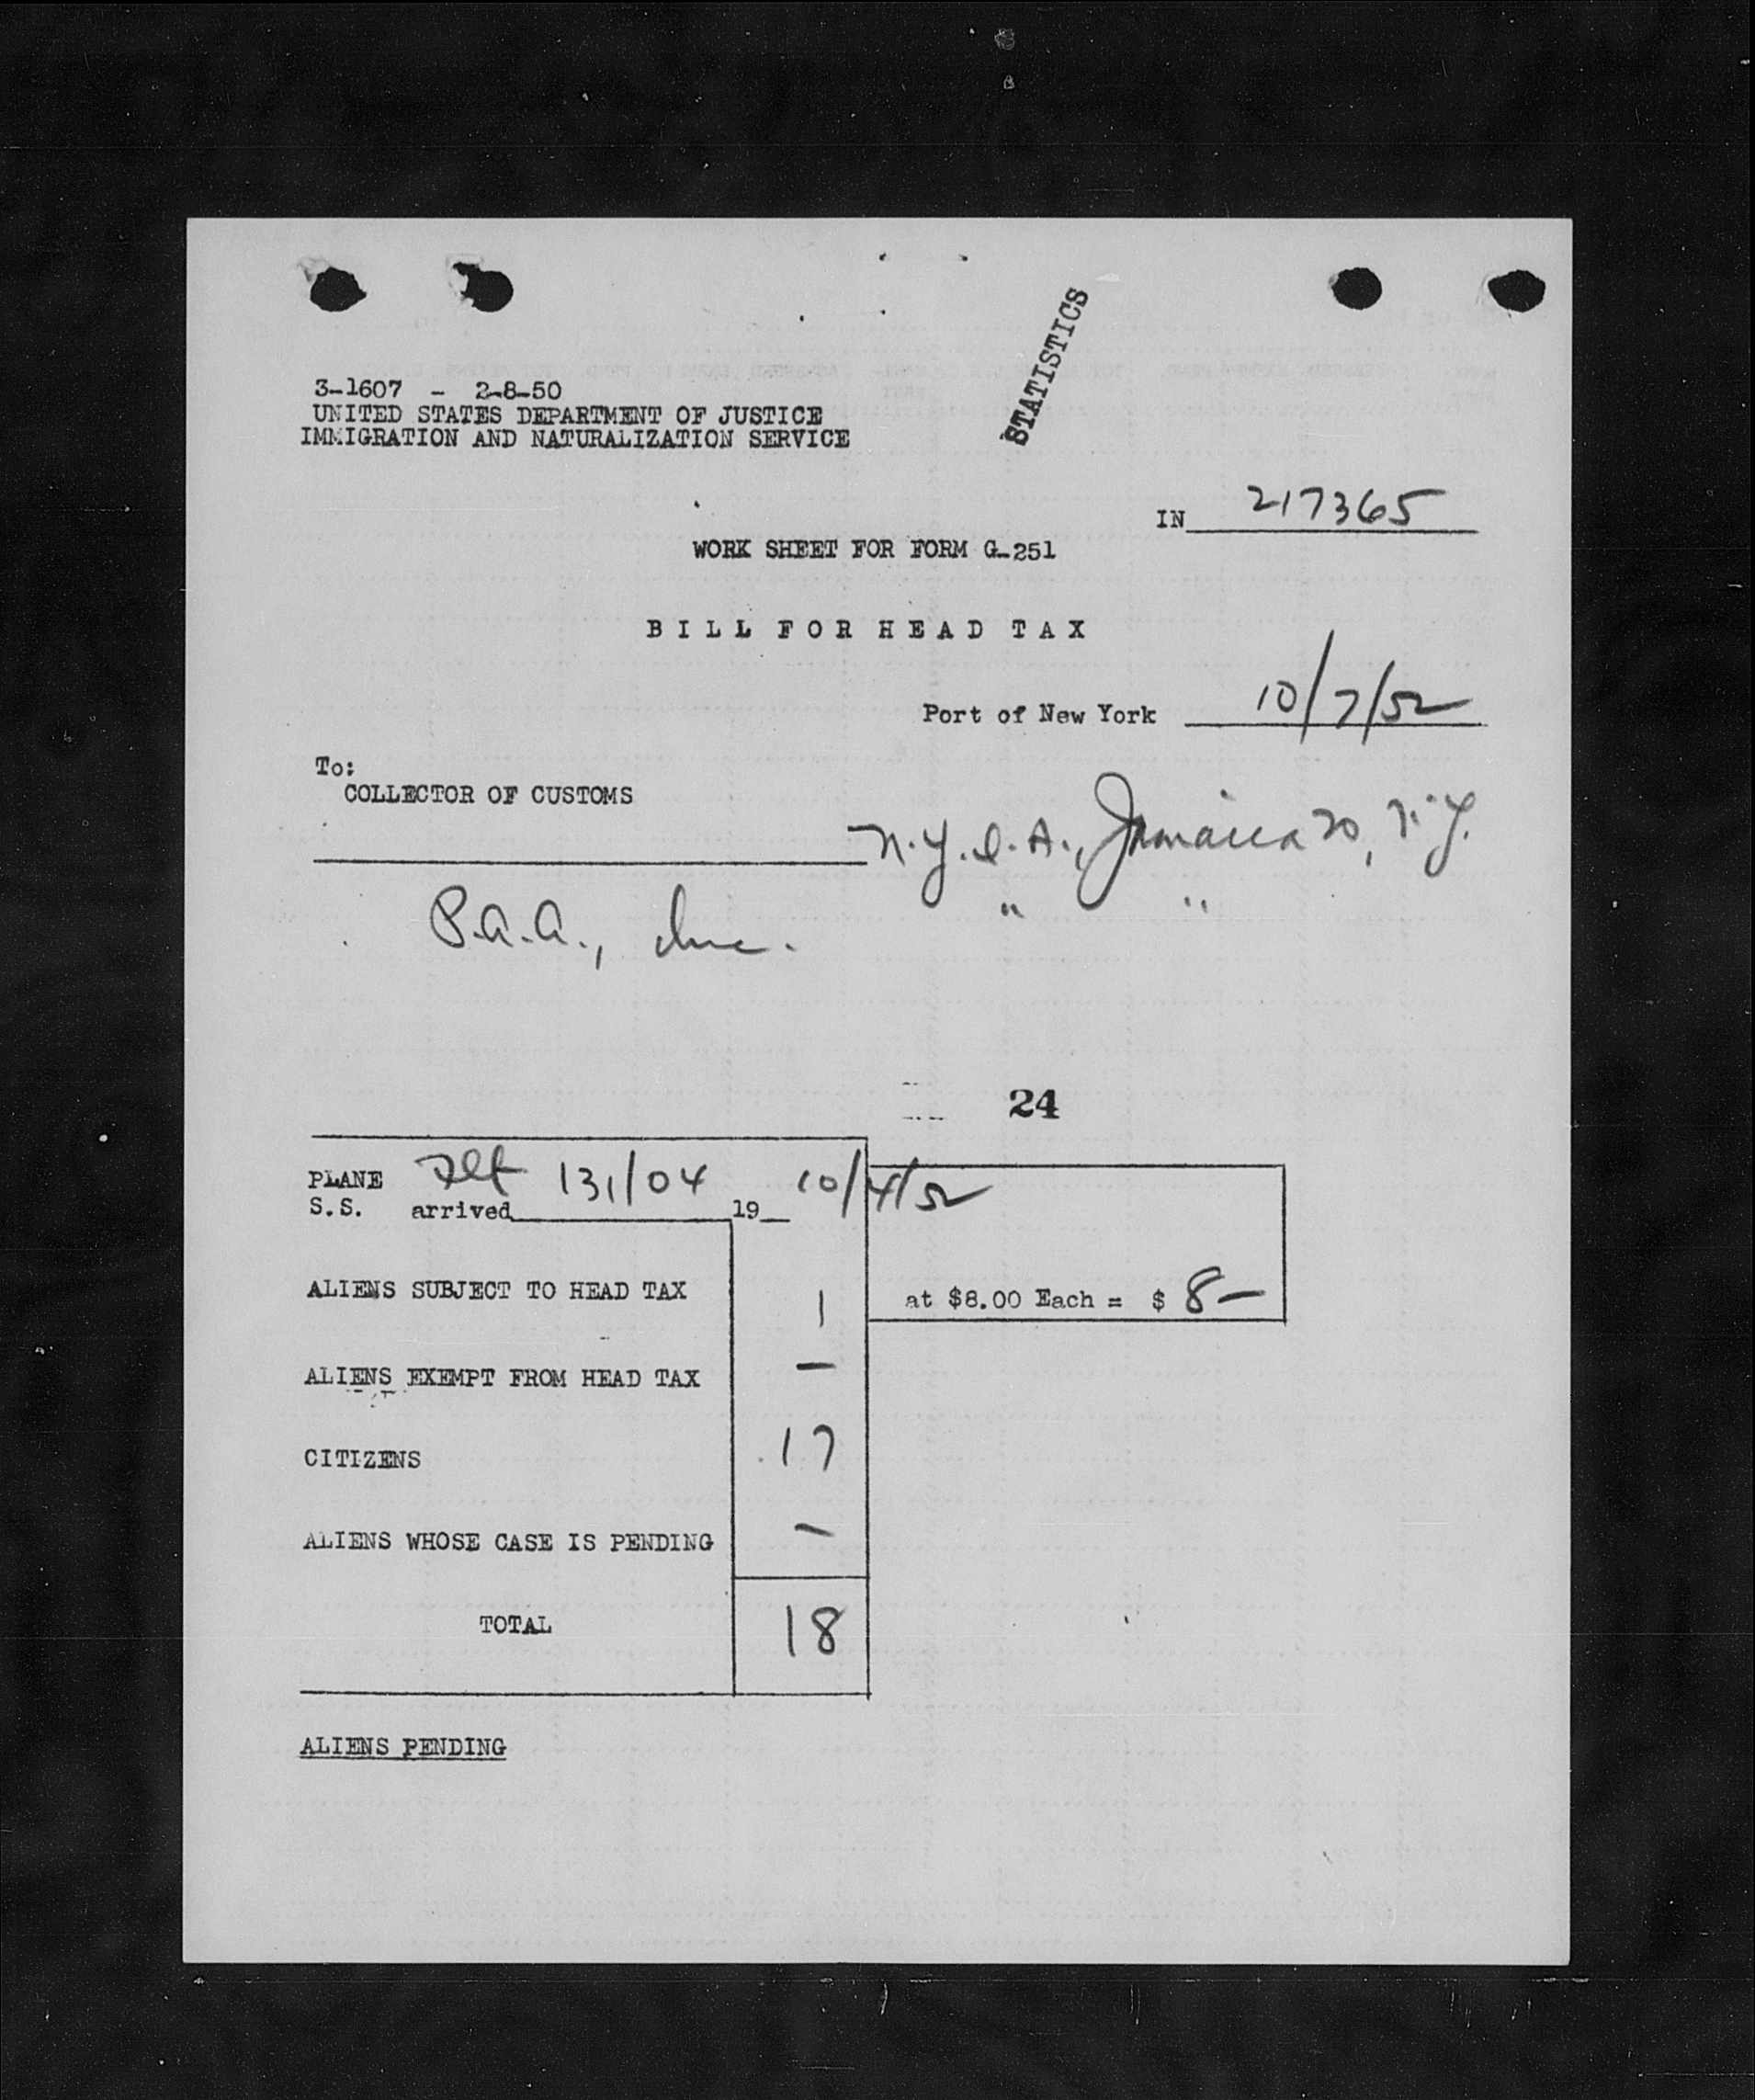 STATISTICS
3-1607 - 2-8-50
UNITED STATES DEPARTMENT OF JUSTICE
IMMIGRATION AND NATURALIZATION SERVICE
IN 217365
WORK SHEET FOR FORM G-251
BILL FOR HEAD TAX
Port of New York 10/7/52
To:
COLLECTOR OF CUSTOMS
N.Y.I.A., Jamaica 30, N.Y.
" "
P.A.A., Inc.
24
PLANE Flt 131/04 10/4/52
S.S. arrived 19
ALIENS SUBJECT TO HEAD TAX 1 at $8.00 Each = $ 8—
ALIENS EXEMPT FROM HEAD TAX —
CITIZENS 17
ALIENS WHOSE CASE IS PENDING —
TOTAL 18
ALIENS PENDING